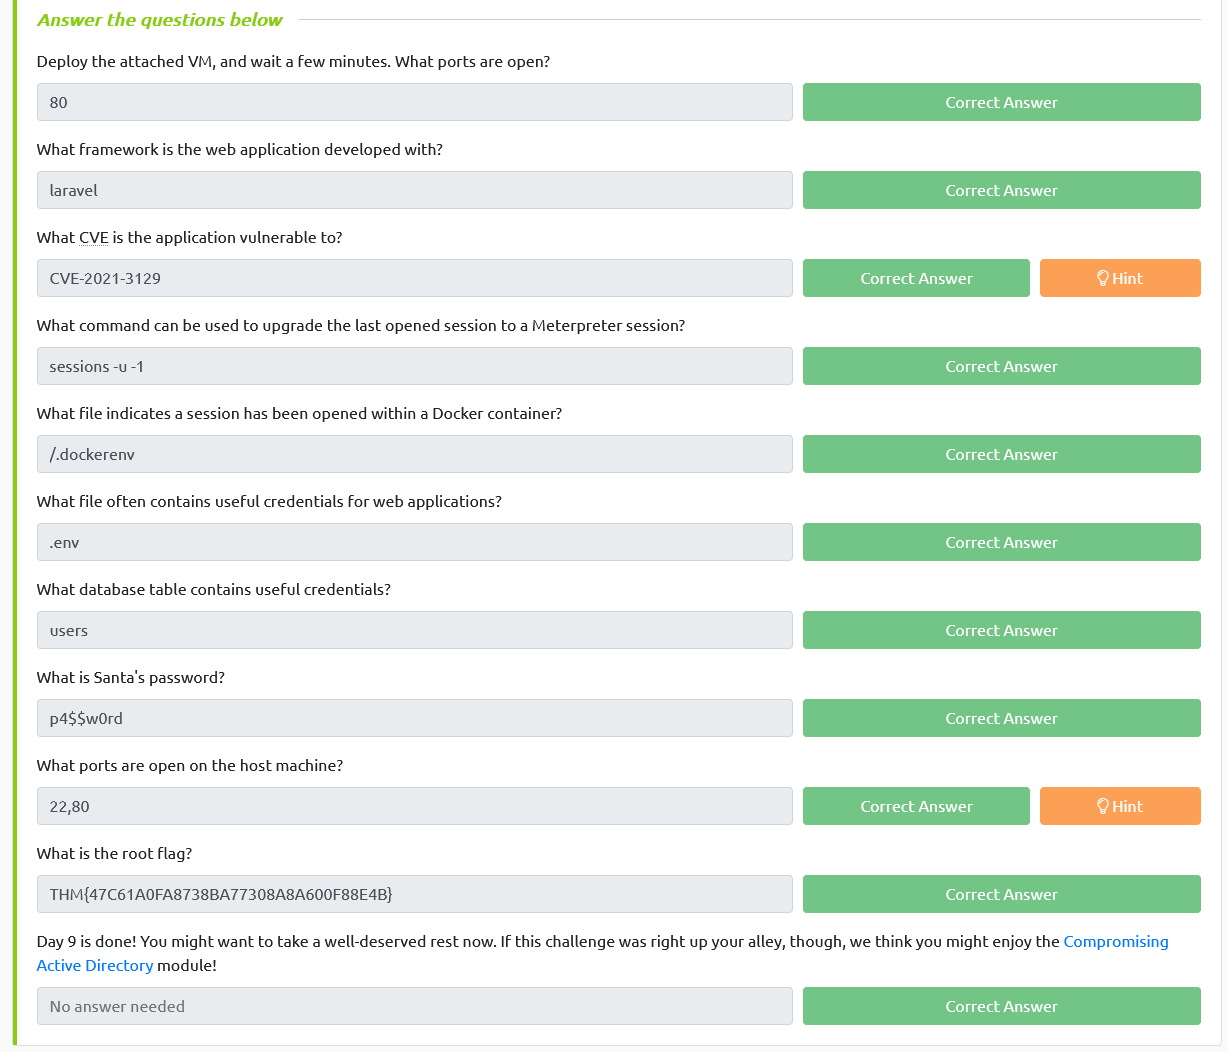 Answer the questions below
Deploy the attached VM, and wait a few minutes. What ports are open?
80
Correct Answer
What framework is the web application developed with?
laravel
Correct Answer
What CVE is the application vulnerable to?
CVE-2021-3129
Correct Answer
Hint
What command can be used to upgrade the last opened session to a Meterpreter session?
sessions -u -1
Correct Answer
What file indicates a session has been opened within a Docker container?
/.dockerenv
Correct Answer
What file often contains useful credentials for web applications?
.env
Correct Answer
What database table contains useful credentials?
users
Correct Answer
What is Santa's password?
p4$$w0rd
Correct Answer
What ports are open on the host machine?
22,80
Correct Answer
Hint
What is the root flag?
THM{47C61A0FA8738BA77308A8A600F88E4B}
Correct Answer
Day 9 is done! You might want to take a well-deserved rest now. If this challenge was right up your alley, though, we think you might enjoy the Compromising
Active Directory module!
No answer needed
Correct Answer